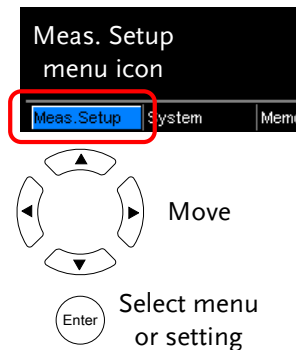 Meas. Setup
menu icon
Meas.Setup System
Move
Enter
Select menu
or setting